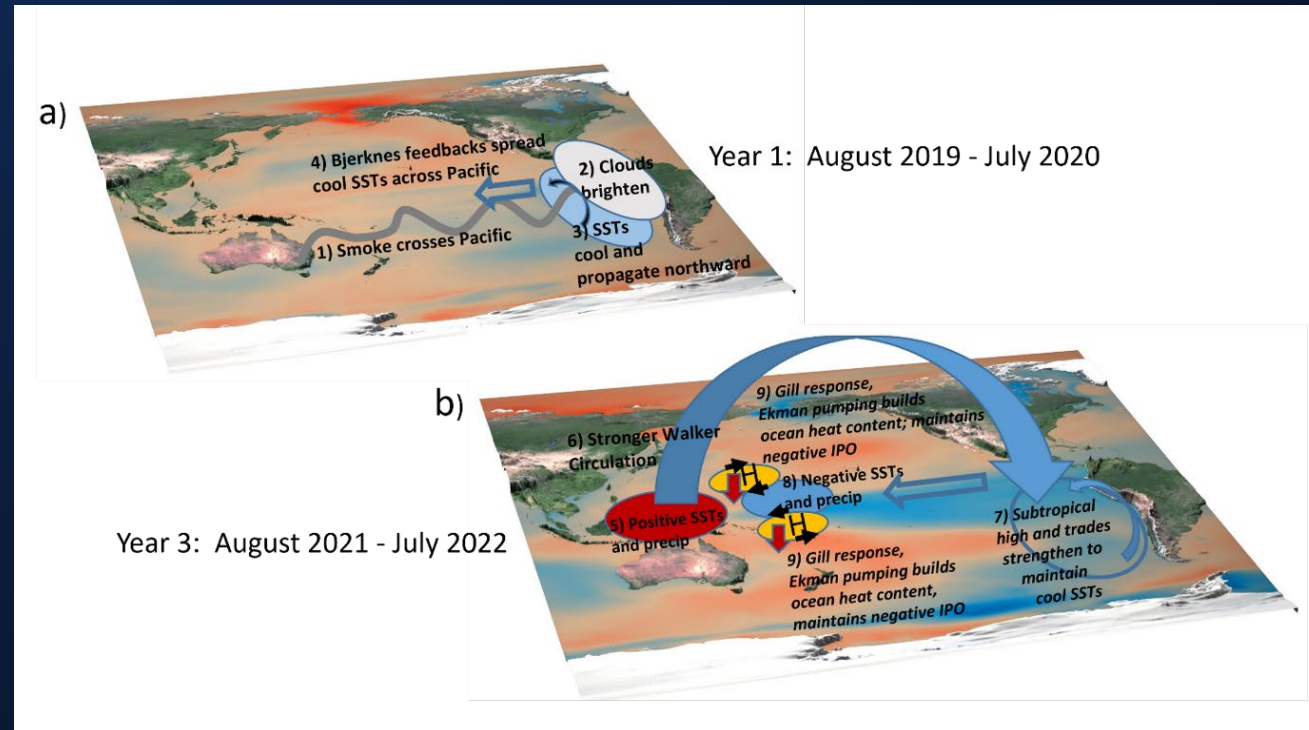 a)
4) Bjerknes feedbacks spread
cool SSTs across Pacific
2) Clouds
brighten
1) Smoke crosses Pacific
3) SSTs
cool and
propagate northward
Year 1: August 2019 - July 2020
b)
9) Gill response,
Ekman pumping builds
ocean heat content; maintains
negative IPO
6) Stronger Walker
Circulation
H
8) Negative SSTs
and precip
5) Positive SSTs
and precip
H
7) Subtropical
high and trades
strengthen to
maintain
cool SSTs
9) Gill response,
Ekman pumping builds
ocean heat content,
maintains negative IPO
Year 3: August 2021 - July 2022